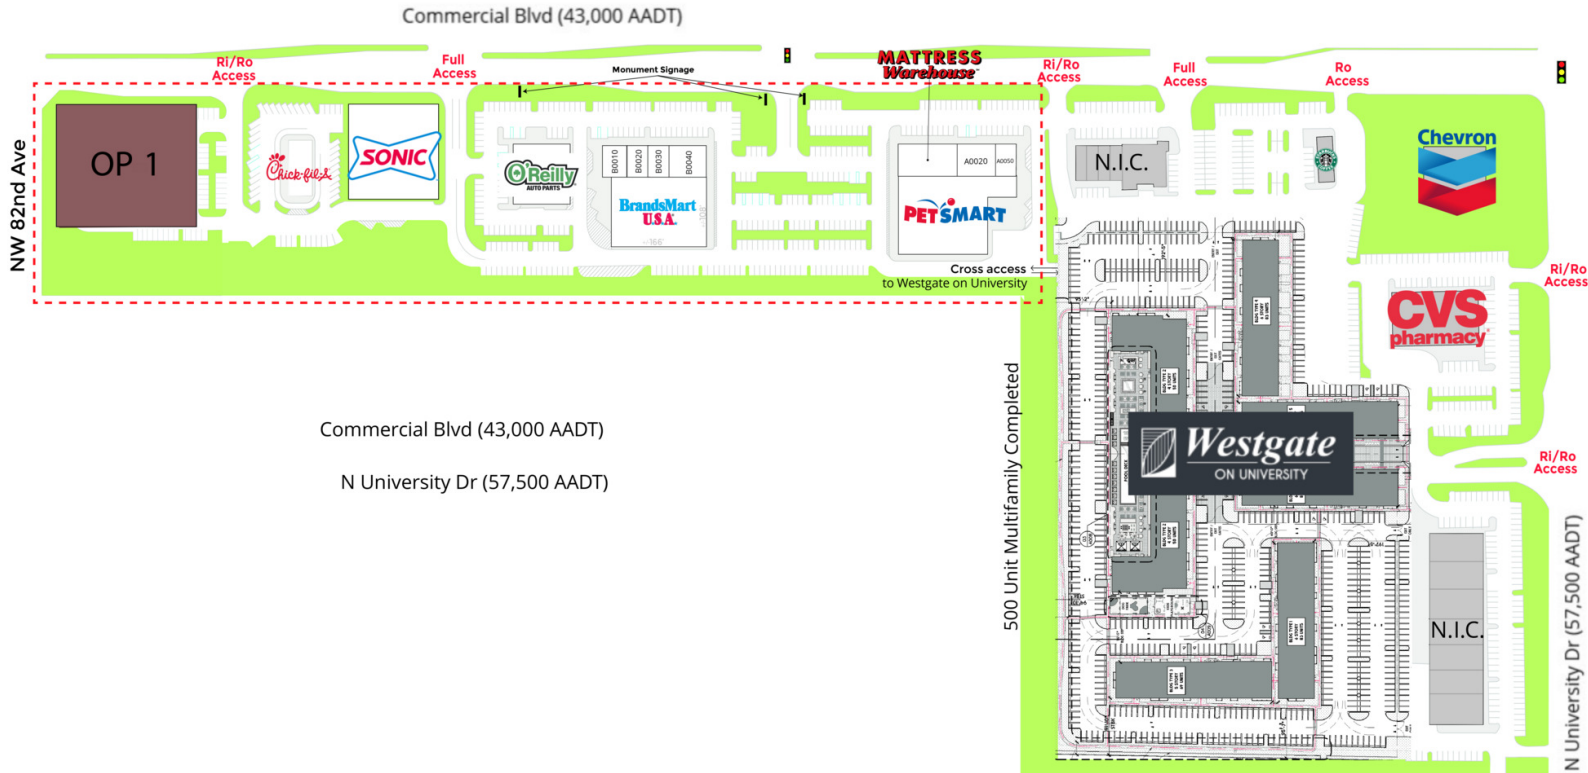 Commercial Blvd (43,000 AADT)
Ri/Ro
Access
Full
Access
Monument Signage
MATTRESS
Warehouse
Ri/Ro
Access
Full
Access
Ro
Access
NW 82nd Ave
OP 1
Chick-fil-A
SONIC
O'Reilly
AUTO PARTS
B0010
B0020
B0030
B0040
BrandsMart
U.S.A.
166'
A0020
A0050
PETSMART
N.I.C.
Chevron
Cross access
to Westgate on University
Ri/Ro
Access
CVS
pharmacy
Commercial Blvd (43,000 AADT)
N University Dr (57,500 AADT)
500 Unit Multifamily Completed
Westgate
ON UNIVERSITY
Ri/Ro
Access
N.I.C.
N University Dr (57,500 AADT)